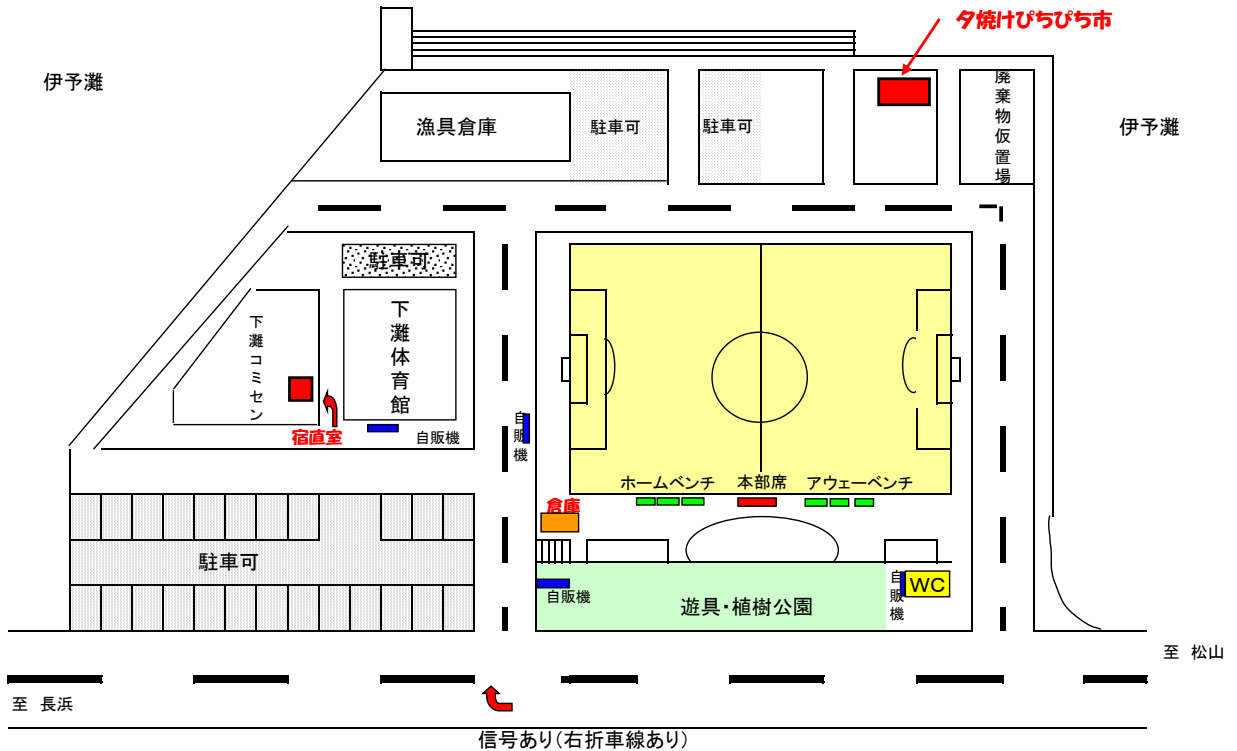 夕焼けぴちぴち市
伊予灘
廃棄物仮置場
漁具倉庫
駐車可
駐車可
伊予灘
駐車可
下灘体育館
下灘コミセン
宿直室
自販機
自販機
ホームベンチ
本部席
アウェーベンチ
倉庫
駐車可
自販機
遊具・植樹公園
自販機
WC
至 松山
至 長浜
信号あり(右折車線あり)